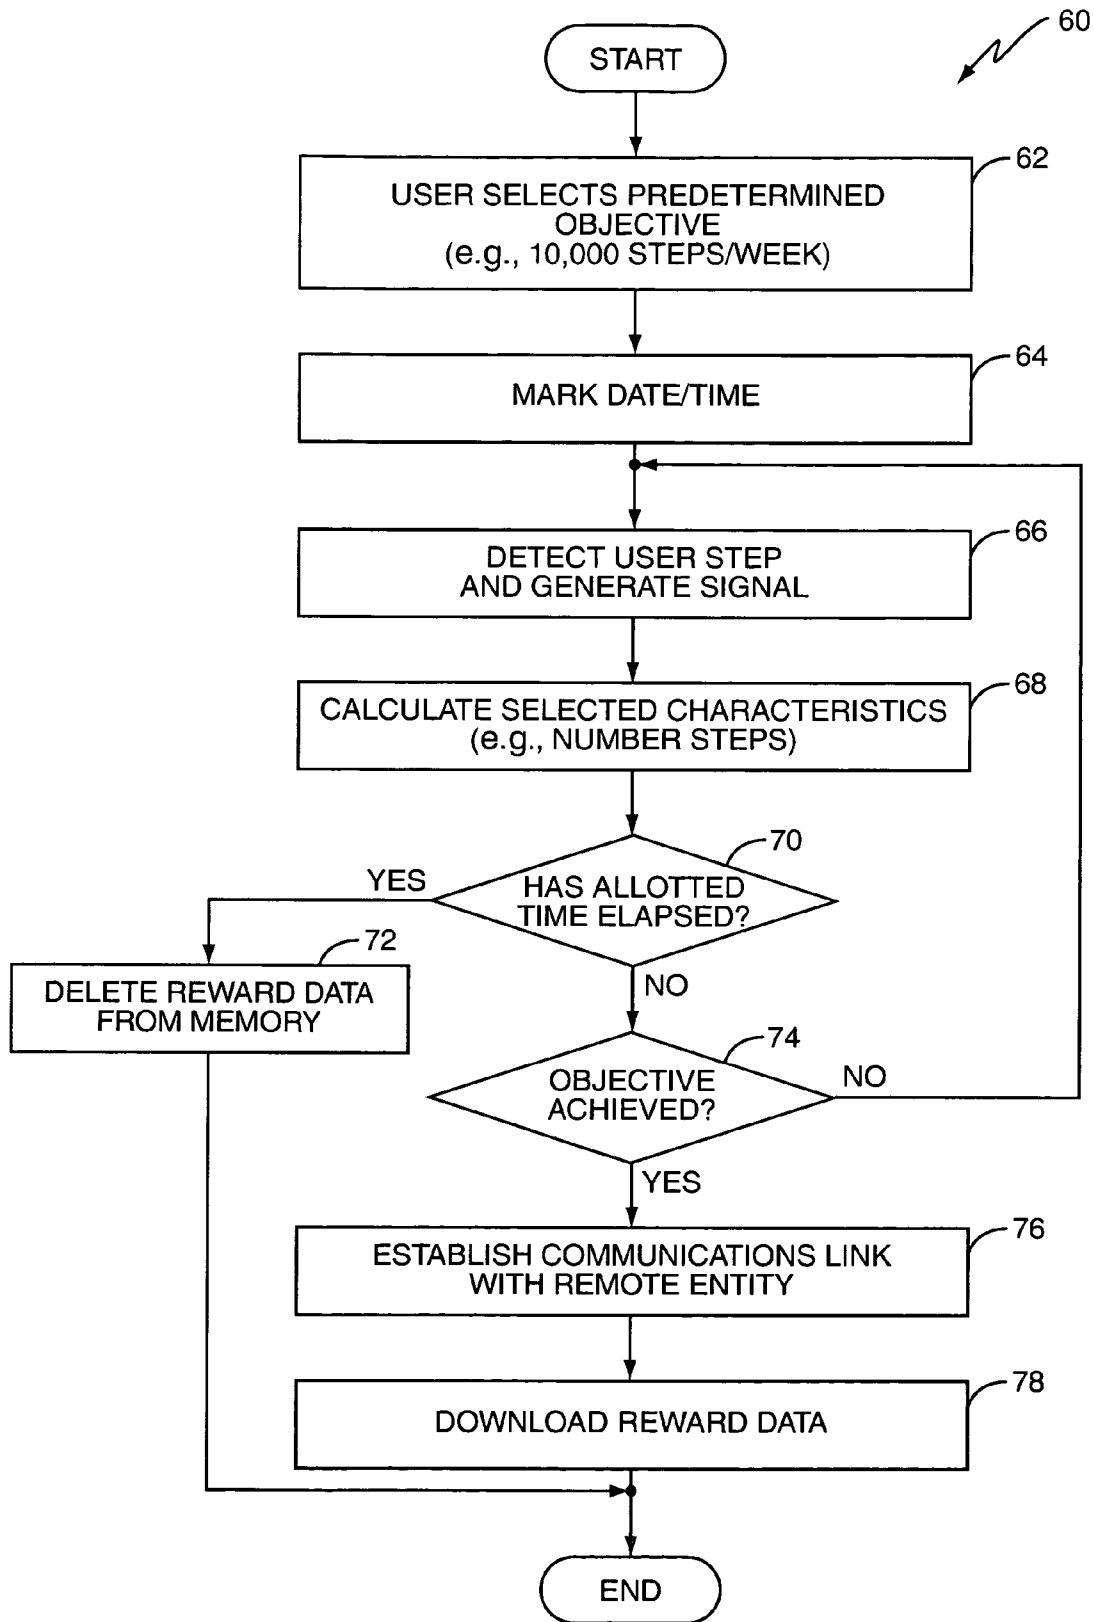 60
START
62
USER SELECTS PREDETERMINED
OBJECTIVE
(e.g., 10,000 STEPS/WEEK)
64
MARK DATE/TIME
66
DETECT USER STEP
AND GENERATE SIGNAL
68
CALCULATE SELECTED CHARACTERISTICS
(e.g., NUMBER STEPS)
70
YES
HAS ALLOTTED
TIME ELAPSED?
72
DELETE REWARD DATA
FROM MEMORY
NO
74
OBJECTIVE
ACHIEVED?
NO
YES
76
ESTABLISH COMMUNICATIONS LINK
WITH REMOTE ENTITY
78
DOWNLOAD REWARD DATA
END